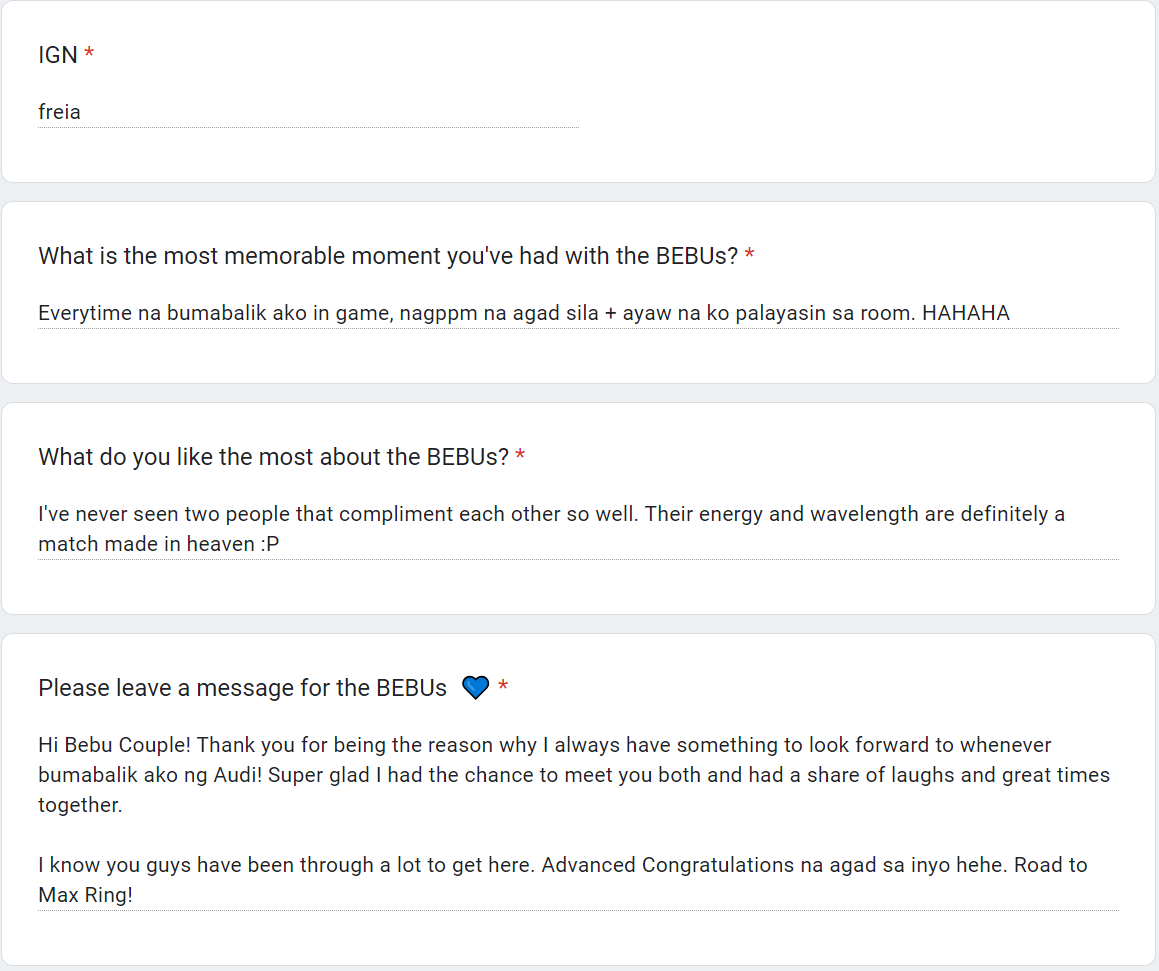 IGN *
freia
What is the most memorable moment you've had with the BEBUs? *
Everytime na bumabalik ako in game, nagppm na agad sila + ayaw na ko palayasin sa room. HAHAHA
What do you like the most about the BEBUs? *
I've never seen two people that compliment each other so well. Their energy and wavelength are definitely a
match made in heaven :P
Please leave a message for the BEBUs 💙 *
Hi Bebu Couple! Thank you for being the reason why I always have something to look forward to whenever
bumabalik ako ng Audi! Super glad I had the chance to meet you both and had a share of laughs and great times
together.
I know you guys have been through a lot to get here. Advanced Congratulations na agad sa inyo hehe. Road to
Max Ring!